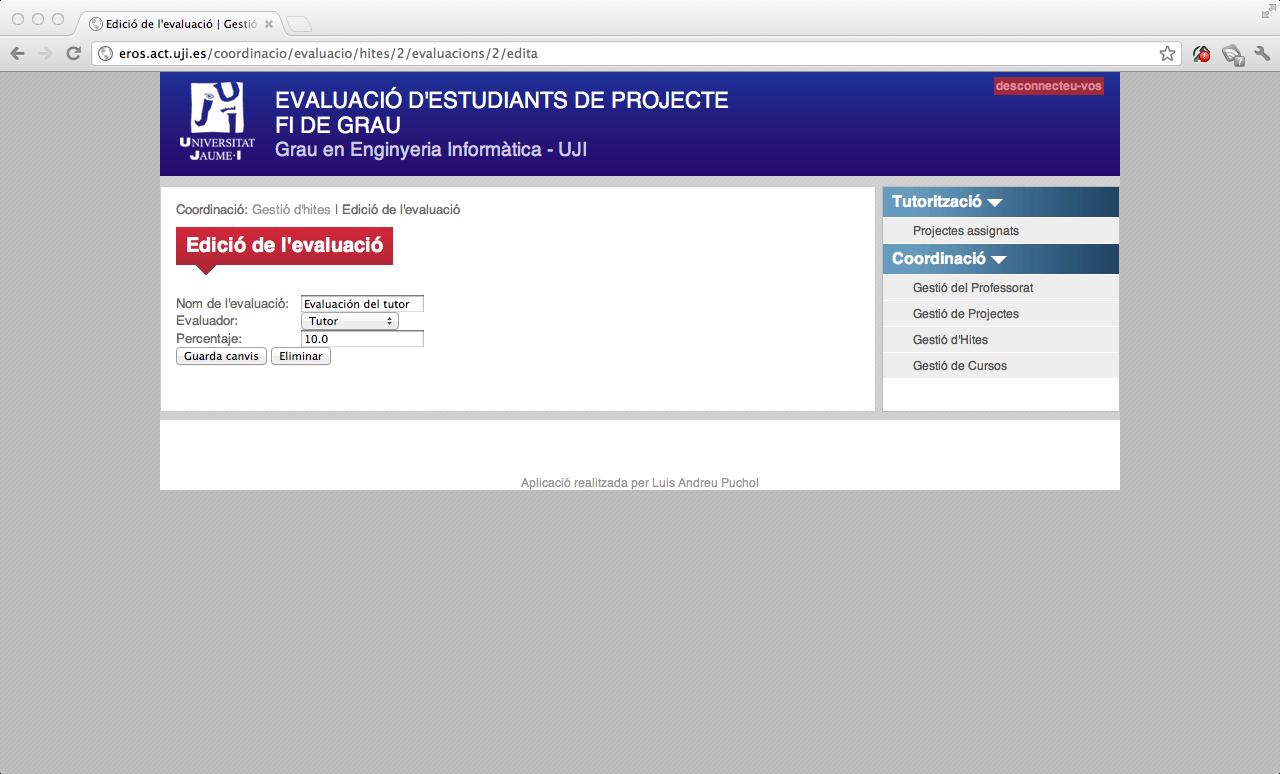 Edició de l'evaluació | Gestió
eros.act.uji.es/coordinacio/evaluacio/hites/2/evaluacions/2/edita
UNIVERSITAT
JAUME·I
EVALUACIÓ D'ESTUDIANTS DE PROJECTE
FI DE GRAU
Grau en Enginyeria Informàtica - UJI
desconnecteu-vos
Coordinació: Gestió d'hites | Edició de l'evaluació
Edició de l'evaluació
Nom de l'evaluació: Evaluación del tutor
Evaluador: Tutor
Percentaje: 10.0
Guarda canvis Eliminar
Tutorització
Projectes assignats
Coordinació
Gestió del Professorat
Gestió de Projectes
Gestió d'Hites
Gestió de Cursos
Aplicació realitzada per Luis Andreu Puchol